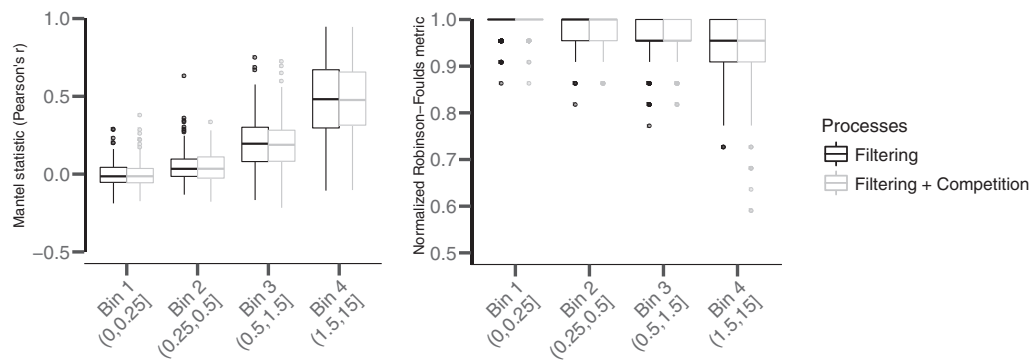 Mantel statistic (Pearson's r)
1.0
0.5
0.0
−0.5
Bin 1
(0,0.25]
Bin 2
(0.25,0.5]
Bin 3
(0.5,1.5]
Bin 4
(1.5,15]
Normalized Robinson−Foulds metric
1.0
0.9
0.8
0.7
0.6
0.5
Bin 1
(0,0.25]
Bin 2
(0.25,0.5]
Bin 3
(0.5,1.5]
Bin 4
(1.5,15]
Processes
Filtering
Filtering + Competition